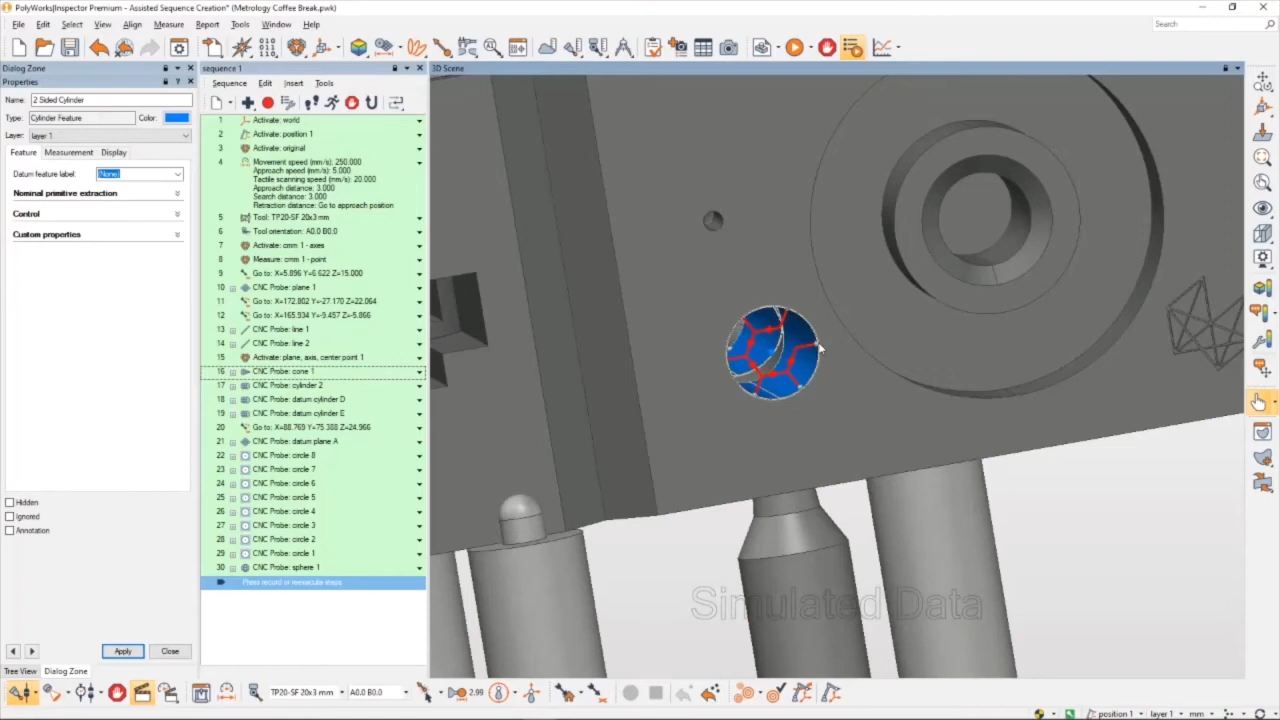 PolyWorks|Inspector Premium - Assisted Sequence Creation* (Metrology Coffee Break.pwk)
File Edit Select View Align Measure Report Tools Window Help
Search
Dialog Zone
Properties
Name: 2 Sided Cylinder
Type: Cylinder Feature Color:
Layer: layer 1
Feature Measurement Display
Datum feature label: (None)
Nominal primitive extraction
Control
Custom properties
Hidden
Ignored
Annotation
Apply Close
Tree View Dialog Zone
sequence 1
Sequence Edit Insert Tools
1 Activate: world
2 Activate: position 1
3 Activate: original
4 Movement speed (mm/s): 250.000
Approach speed (mm/s): 5.000
Tactile scanning speed (mm/s): 20.000
Approach distance: 3.000
Search distance: 3.000
Retraction distance: Go to approach position
5 Tool: TP20-SF 20x3 mm
6 Tool orientation: A0.0 B0.0
7 Activate: cmm 1 - axes
8 Measure: cmm 1 - point
9 Go to: X=5.896 Y=6.622 Z=15.000
10 CNC Probe: plane 1
11 Go to: X=172.802 Y=-27.170 Z=22.064
12 Go to: X=165.934 Y=-9.457 Z=-5.866
13 CNC Probe: line 1
14 CNC Probe: line 2
15 Activate: plane, axis, center point 1
16 CNC Probe: cone 1
17 CNC Probe: cylinder 2
18 CNC Probe: datum cylinder D
19 CNC Probe: datum cylinder E
20 Go to: X=88.769 Y=75.388 Z=24.966
21 CNC Probe: datum plane A
22 CNC Probe: circle 8
23 CNC Probe: circle 7
24 CNC Probe: circle 6
25 CNC Probe: circle 5
26 CNC Probe: circle 4
27 CNC Probe: circle 3
28 CNC Probe: circle 2
29 CNC Probe: circle 1
30 CNC Probe: sphere 1
Press record or reexecute steps
3D Scene
Simulated Data
TP20-SF 20x3 mm A0.0 B0.0 2.99
position 1 layer 1 mm